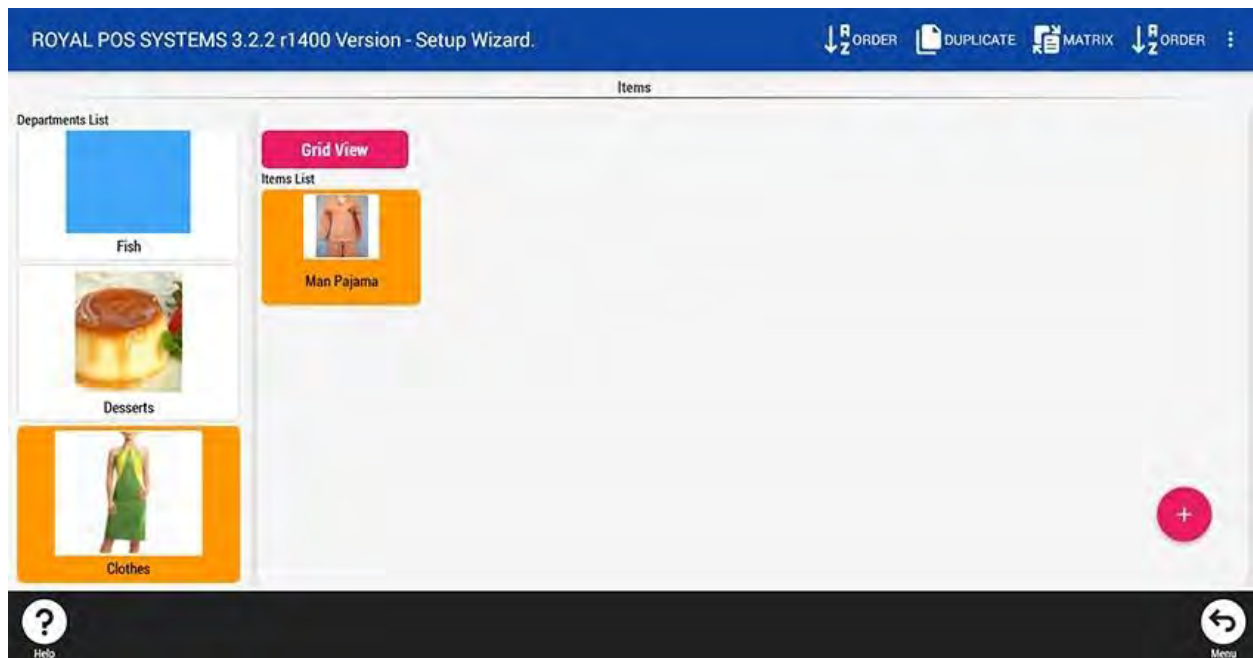 ROYAL POS SYSTEMS 3.2.2 r1400 Version - Setup Wizard.
ORDER
DUPLICATE
MATRIX
ORDER
Items
Departments List
Fish
Desserts
Clothes
Grid View
Items List
Man Pajama
+
Help
Menu